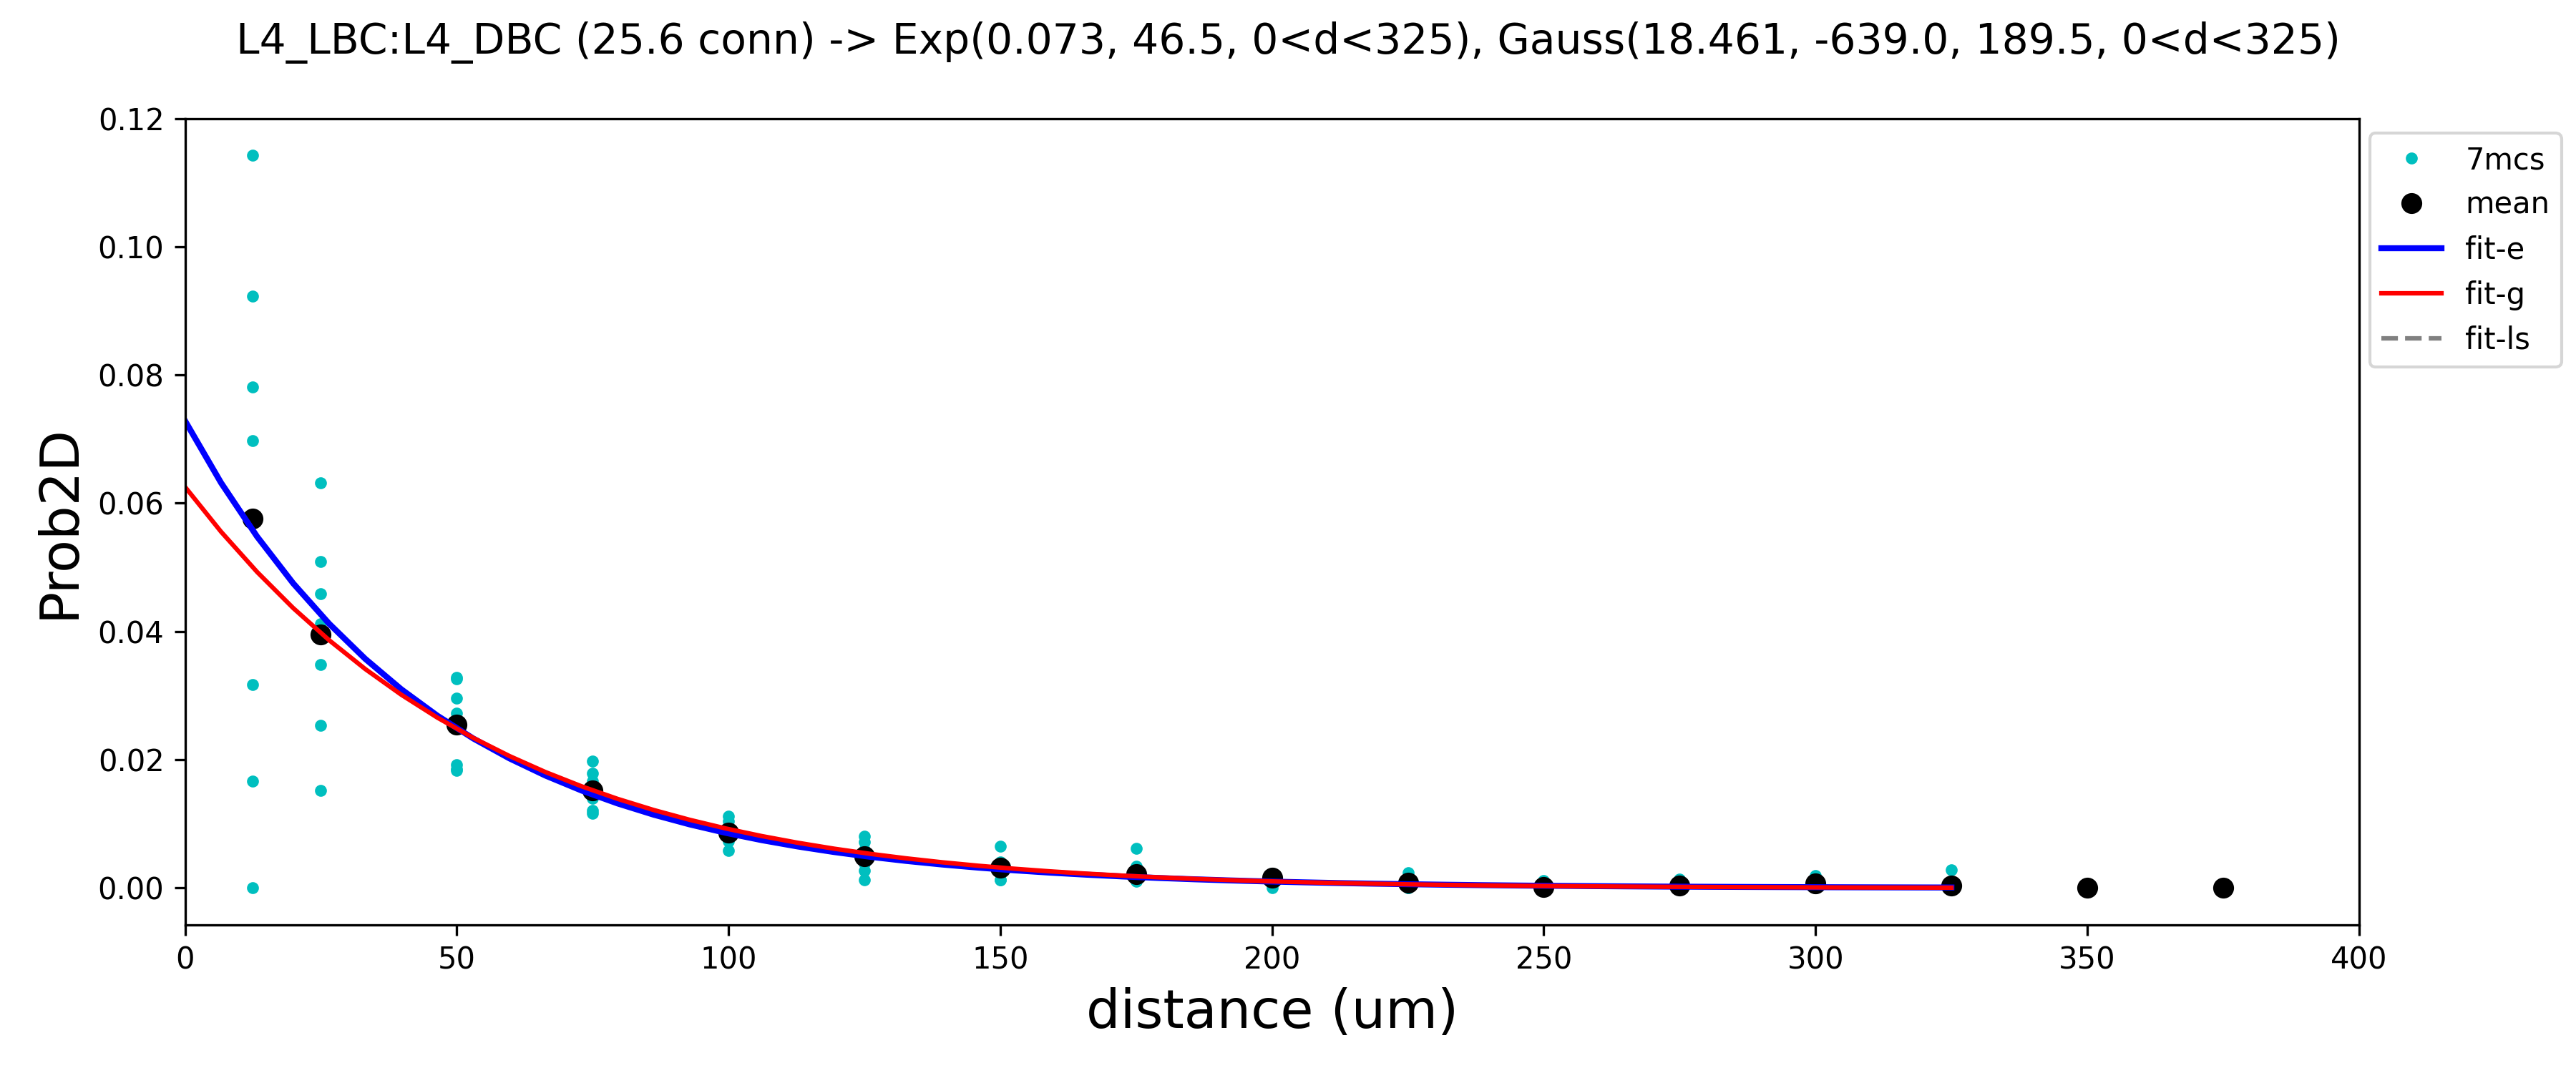 L4_LBC:L4_DBC (25.6 conn) -> Exp(0.073, 46.5, 0<d<325), Gauss(18.461, -639.0, 189.5, 0<d<325)
0.12
0.10
0.08
0.06
0.04
0.02
0.00
Prob2D
0 50 100 150 200 250 300 350 400
distance (um)
7mcs
mean
fit-e
fit-g
fit-ls